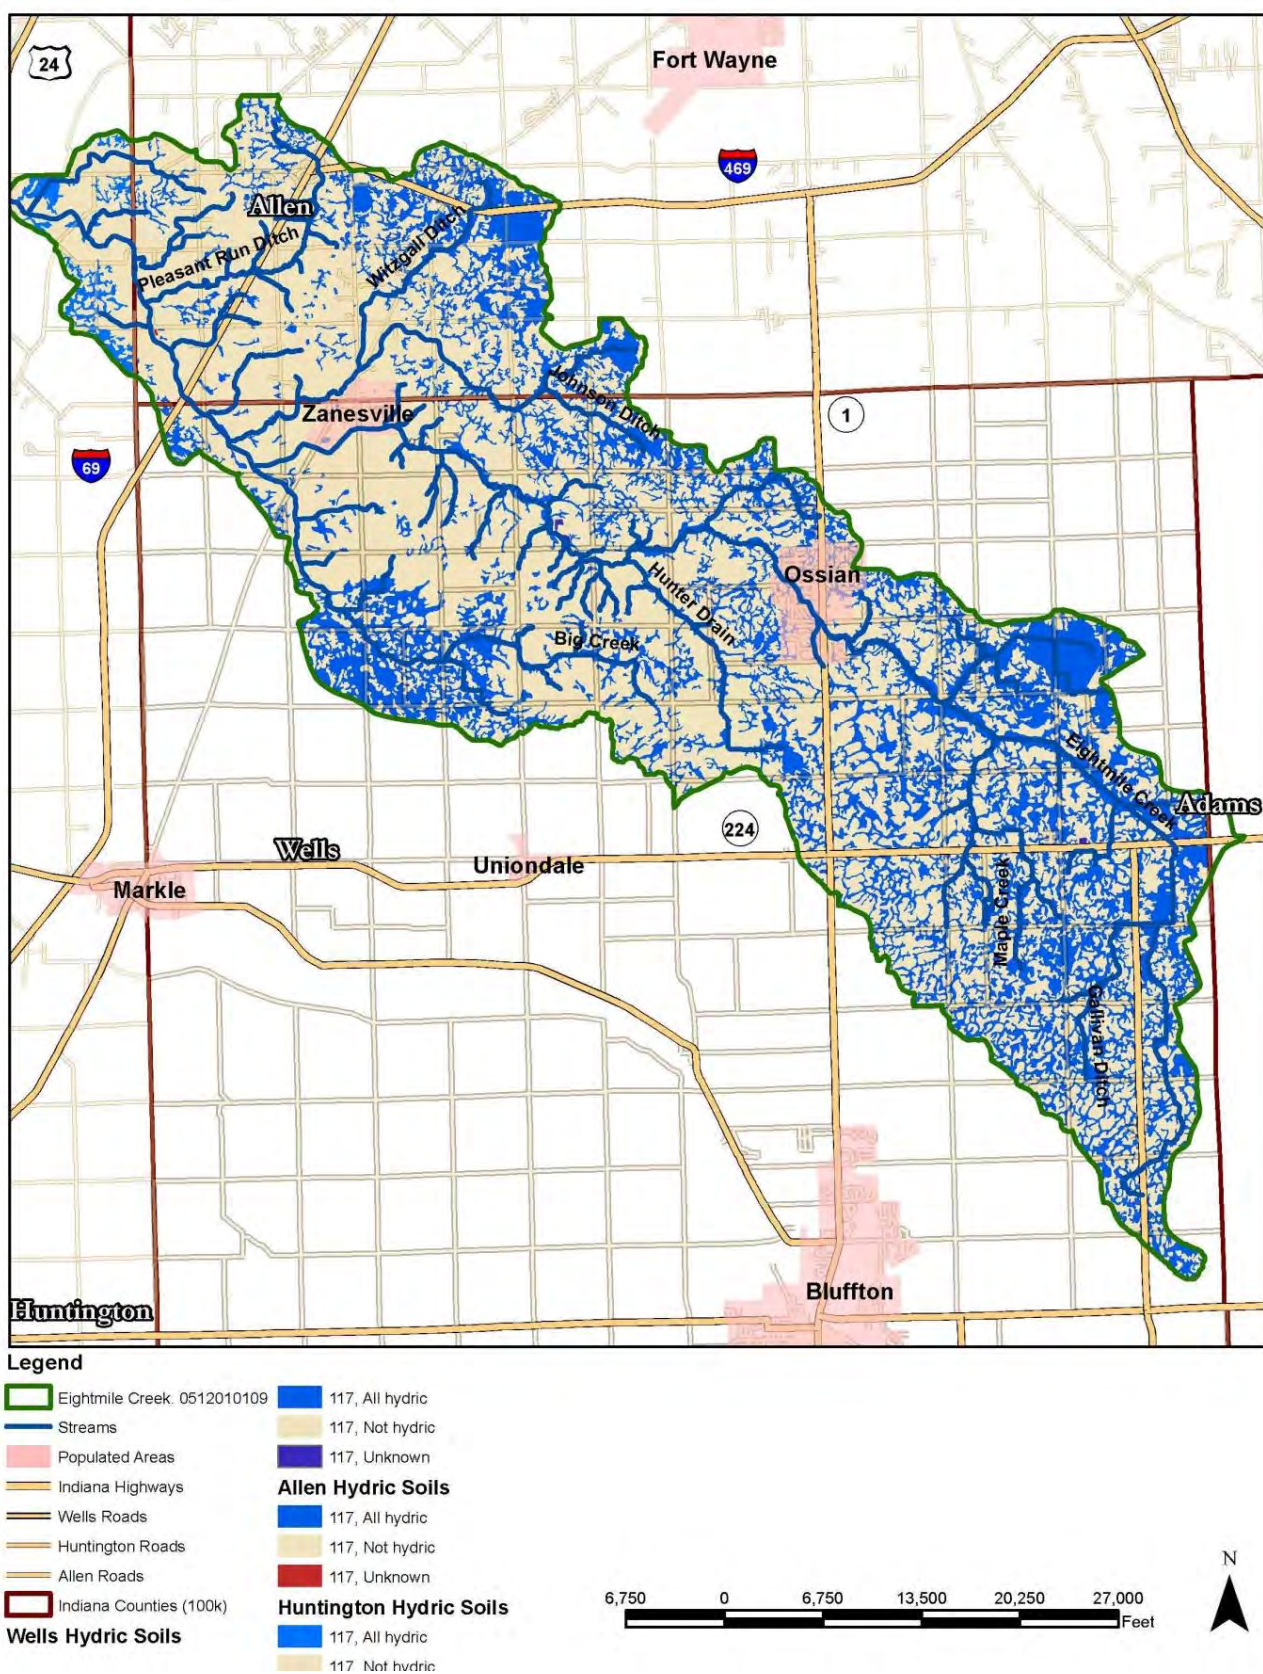 24
Fort Wayne
469
Allen
Pleasant Run Ditch
Witzgall Ditch
Johnson Ditch
Zanesville
1
69
Ossian
Hunter Drain
Big Creek
Eightmile Creek
Adams
224
Wells
Uniondale
Markle
Maple Creek
Gallivan Ditch
Bluffton
Huntington
Legend
Eightmile Creek. 0512010109
Streams
Populated Areas
Indiana Highways
Wells Roads
Huntington Roads
Allen Roads
Indiana Counties (100k)
Wells Hydric Soils
117, All hydric
117, Not hydric
117, Unknown
Allen Hydric Soils
117, All hydric
117, Not hydric
117, Unknown
Huntington Hydric Soils
117, All hydric
117, Not hydric
6,750 0 6,750 13,500 20,250 27,000
Feet
N